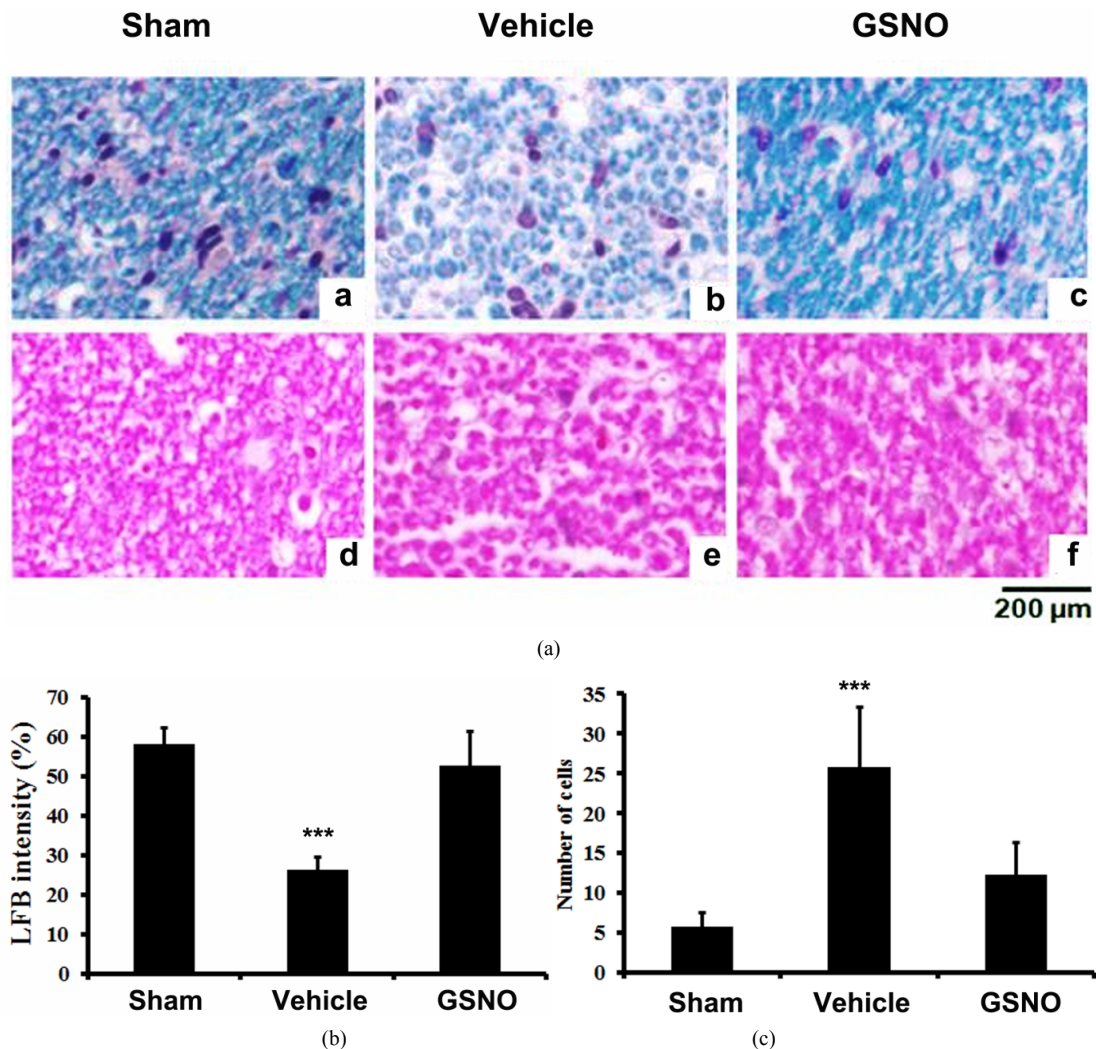 Sham Vehicle GSNO
a b c
d e f
200 µm
(a)
70
60
50
40
30
20
10
0
LFB intensity (%)
***
Sham Vehicle GSNO
(b)
35
30
25
20
15
10
5
0
Number of cells
***
Sham Vehicle GSNO
(c)